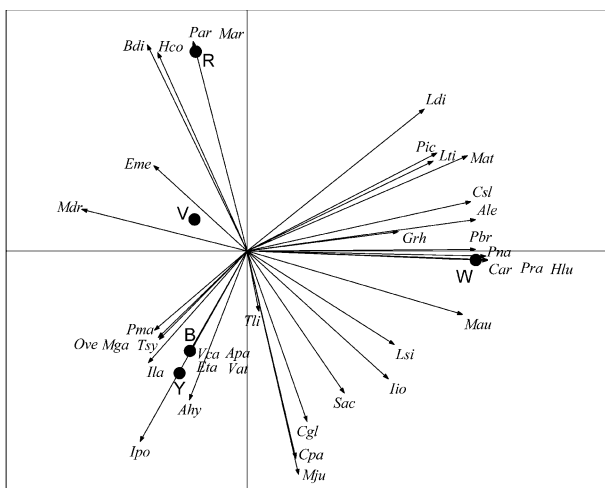 Par Mar
Bdi Hco
R
Ldi
Pic
Lti Mat
Eme
Csl
Mdr
Ale
V
Grh
Pbr
Pna
W
Car Pra Hlu
Tli
Mau
Pma
Ove Mga Tsy
B
Vca Apa
Lsi
Ila
Eta Vat
Y
Iio
Ahy
Sac
Cgl
Ipo
Cpa
Mju